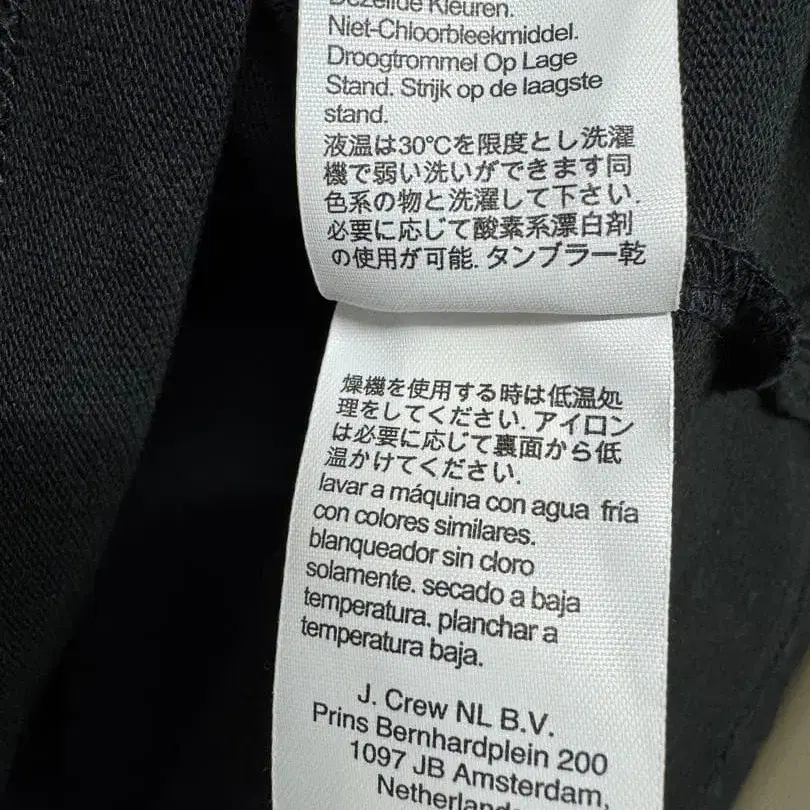 Dezelfde Kleuren.
Niet-Chloorbleekmiddel.
Droogtrommel Op Lage
Stand. Strijk op de laagste
stand.
液温は30℃を限度とし洗濯
機で弱い洗いができます同
色系の物と洗濯して下さい.
必要に応じて酸素系漂白剤
の使用が可能. タンブラー乾
燥機を使用する時は低温処
理をしてください. アイロン
は必要に応じて裏面から低
温かけてください.
lavar a máquina con agua fría
con colores similares.
blanqueador sin cloro
solamente. secado a baja
temperatura. planchar a
temperatura baja.
J. Crew NL B.V.
Prins Bernhardplein 200
1097 JB Amsterdam,
Netherlands